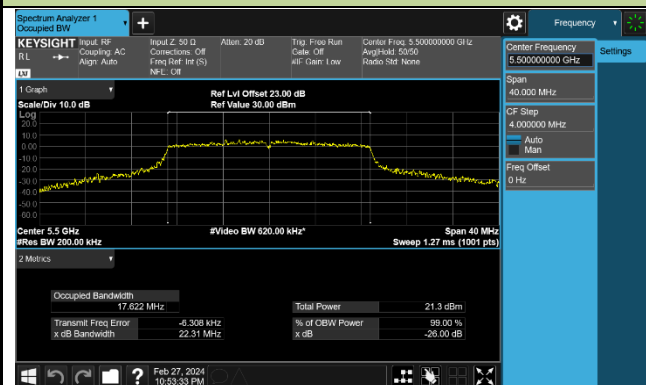 Spectrum Analyzer 1
Occupied BW
+
Frequency
KEYSIGHT
RL
LXI
Input: RF
Coupling: AC
Align: Auto
Input Z: 50 Ω
Corrections: Off
Freq Ref: Int (S)
NFE: Off
Atten: 20 dB
Trig: Free Run
Gate: Off
#IF Gain: Low
Center Freq: 5.500000000 GHz
Avg|Hold: 50/50
Radio Std: None
Center Frequency
5.500000000 GHz
Settings
Span
40.000 MHz
CF Step
4.000000 MHz
Auto
Man
Freq Offset
0 Hz
1 Graph
Scale/Div 10.0 dB
Ref Lvl Offset 23.00 dB
Ref Value 30.00 dBm
Log
20.0
10.0
0.00
-10.0
-20.0
-30.0
-40.0
-50.0
-60.0
Center 5.5 GHz
#Video BW 620.00 kHz*
Span 40 MHz
#Res BW 200.00 kHz
Sweep 1.27 ms (1001 pts)
2 Metrics
Occupied Bandwidth
17.622 MHz
Total Power 21.3 dBm
Transmit Freq Error -6.308 kHz
% of OBW Power 99.00 %
x dB Bandwidth 22.31 MHz
x dB -26.00 dB
?
Feb 27, 2024
10:53:33 PM